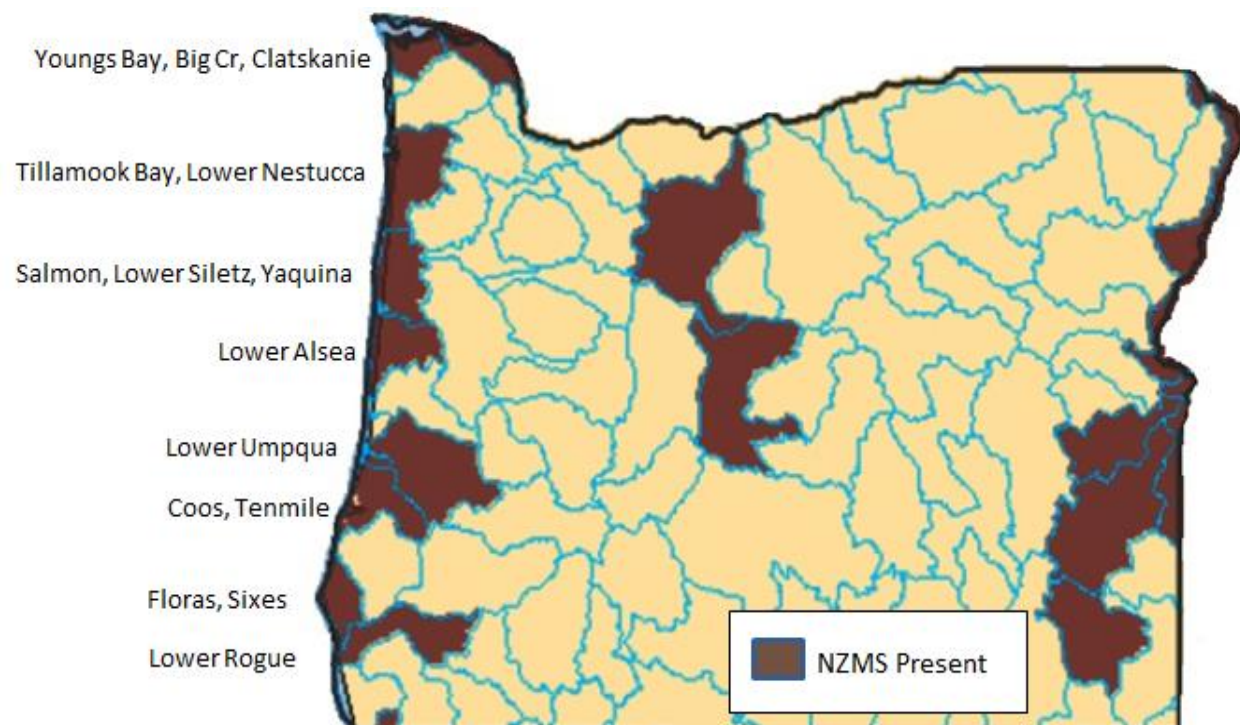 Youngs Bay, Big Cr, Clatskanie
Tillamook Bay, Lower Nestucca
Salmon, Lower Siletz, Yaquina
Lower Alsea
Lower Umpqua
Coos, Tenmile
Floras, Sixes
Lower Rogue
NZMS Present